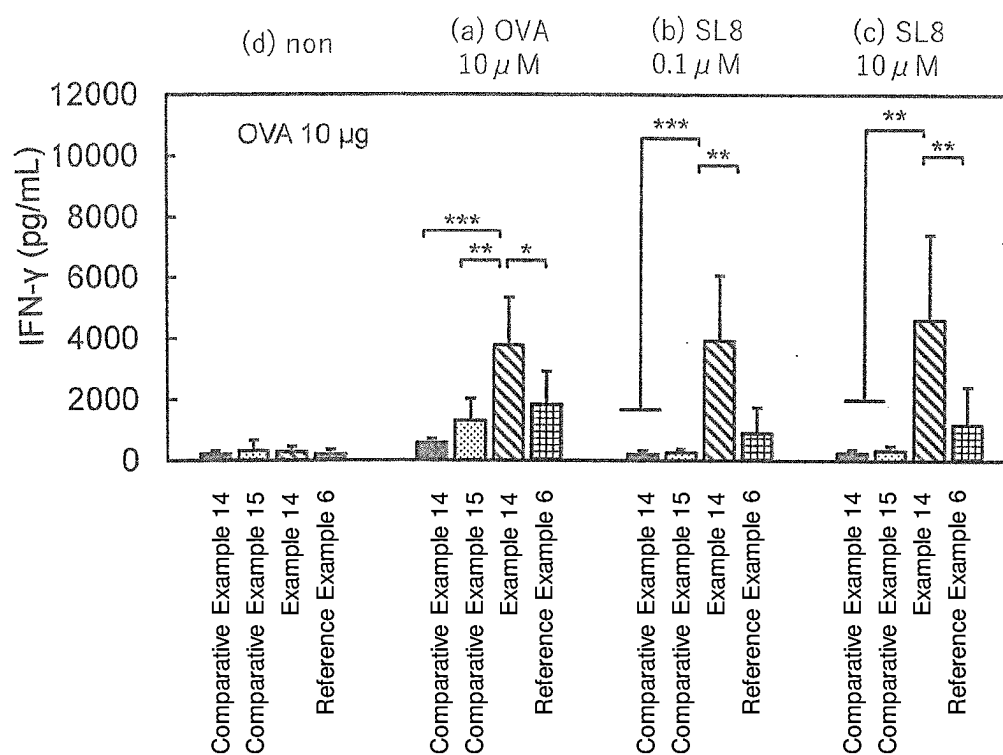 (d) non
(a) OVA
10 μM
(b) SL8
0.1 μM
(c) SL8
10 μM
IFN-γ (pg/mL)
12000
10000
8000
6000
4000
2000
0
OVA 10 μg
***
**
*
***
**
**
**
Comparative Example 14
Comparative Example 15
Example 14
Reference Example 6
Comparative Example 14
Comparative Example 15
Example 14
Reference Example 6
Comparative Example 14
Comparative Example 15
Example 14
Reference Example 6
Comparative Example 14
Comparative Example 15
Example 14
Reference Example 6